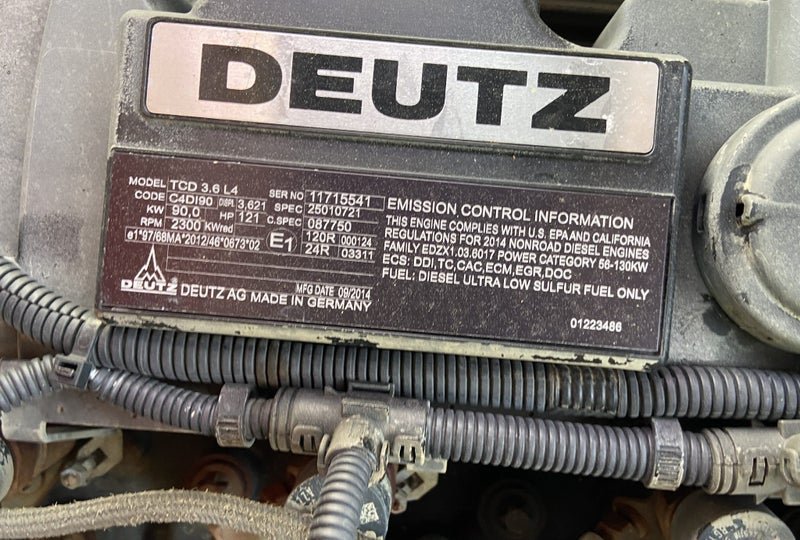 DEUTZ
MODEL TCD 3.6 L4 SER NO 11715541
CODE C4DI90 DISPL 3,621 SPEC 25010721
KW 90,0 HP 121 C.SPEC 087750
RPM 2300 KWred 120R 000124
e1*97/68MA*2012/46*0673*02 E1 24R 03311
DEUTZ
MFG DATE 09/2014
DEUTZ AG MADE IN GERMANY
EMISSION CONTROL INFORMATION
THIS ENGINE COMPLIES WITH U.S. EPA AND CALIFORNIA
REGULATIONS FOR 2014 NONROAD DIESEL ENGINES
FAMILY EDZX1.03.6017 POWER CATEGORY 56-130KW
ECS: DDI,TC,CAC,ECM,EGR,DOC
FUEL: DIESEL ULTRA LOW SULFUR FUEL ONLY
01223486